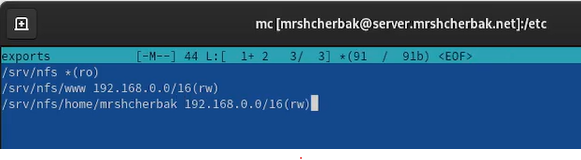 mc [mrshcherbak@server.mrshcherbak.net]:/etc
exports [-M--] 44 L:[ 1+ 2 3/ 3] *(91 / 91b) <EOF>
/srv/nfs *(ro)
/srv/nfs/www 192.168.0.0/16(rw)
/srv/nfs/home/mrshcherbak 192.168.0.0/16(rw)